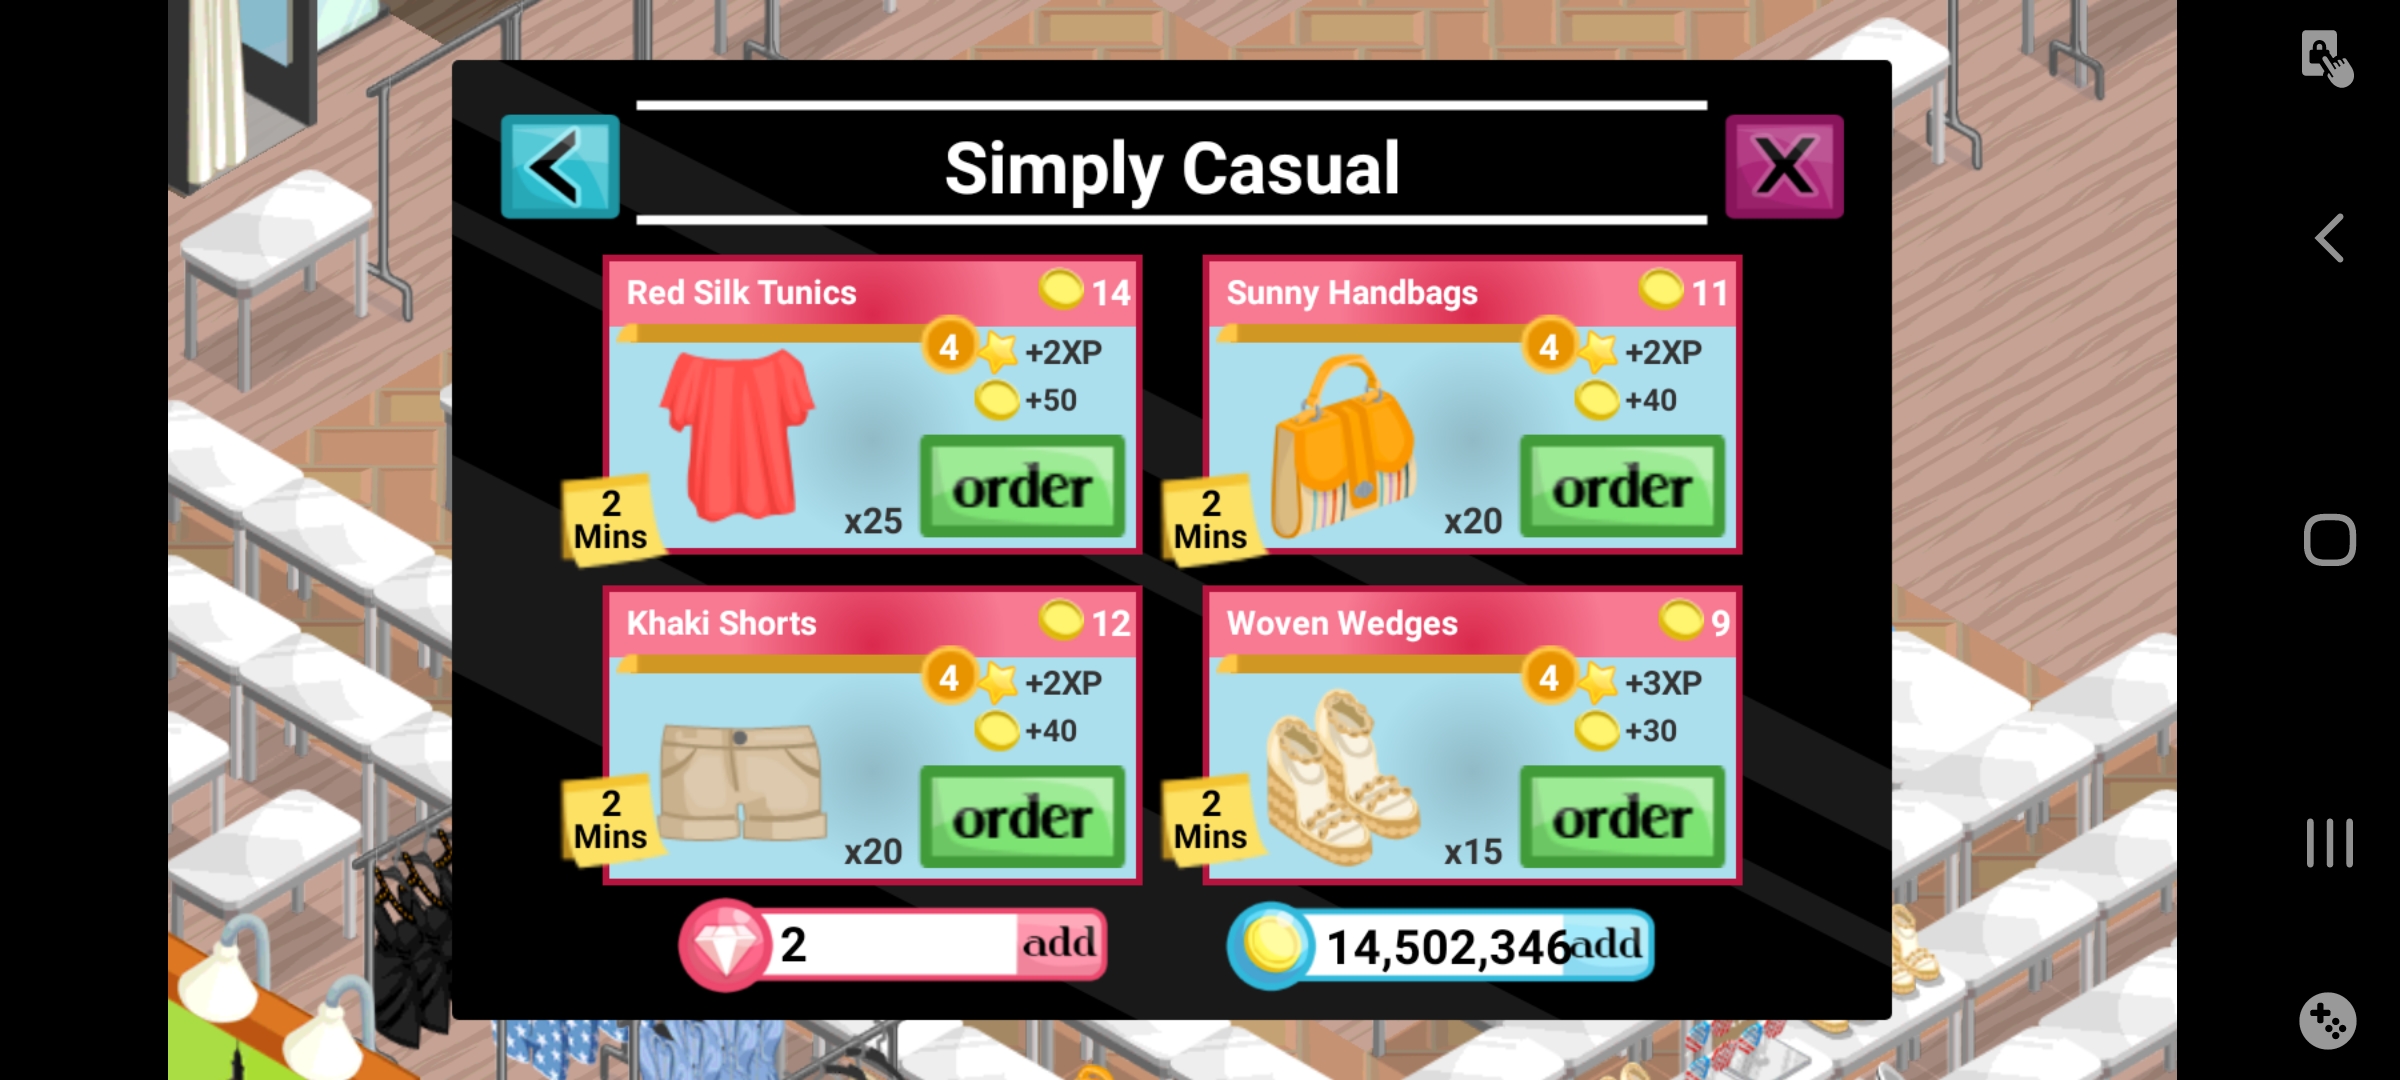 Simply Casual
Red Silk Tunics 14
4 +2XP
+50
2
Mins
x25
order
Sunny Handbags 11
4 +2XP
+40
2
Mins
x20
order
Khaki Shorts 12
4 +2XP
+40
2
Mins
x20
order
Woven Wedges 9
4 +3XP
+30
2
Mins
x15
order
2 add
14,502,346 add